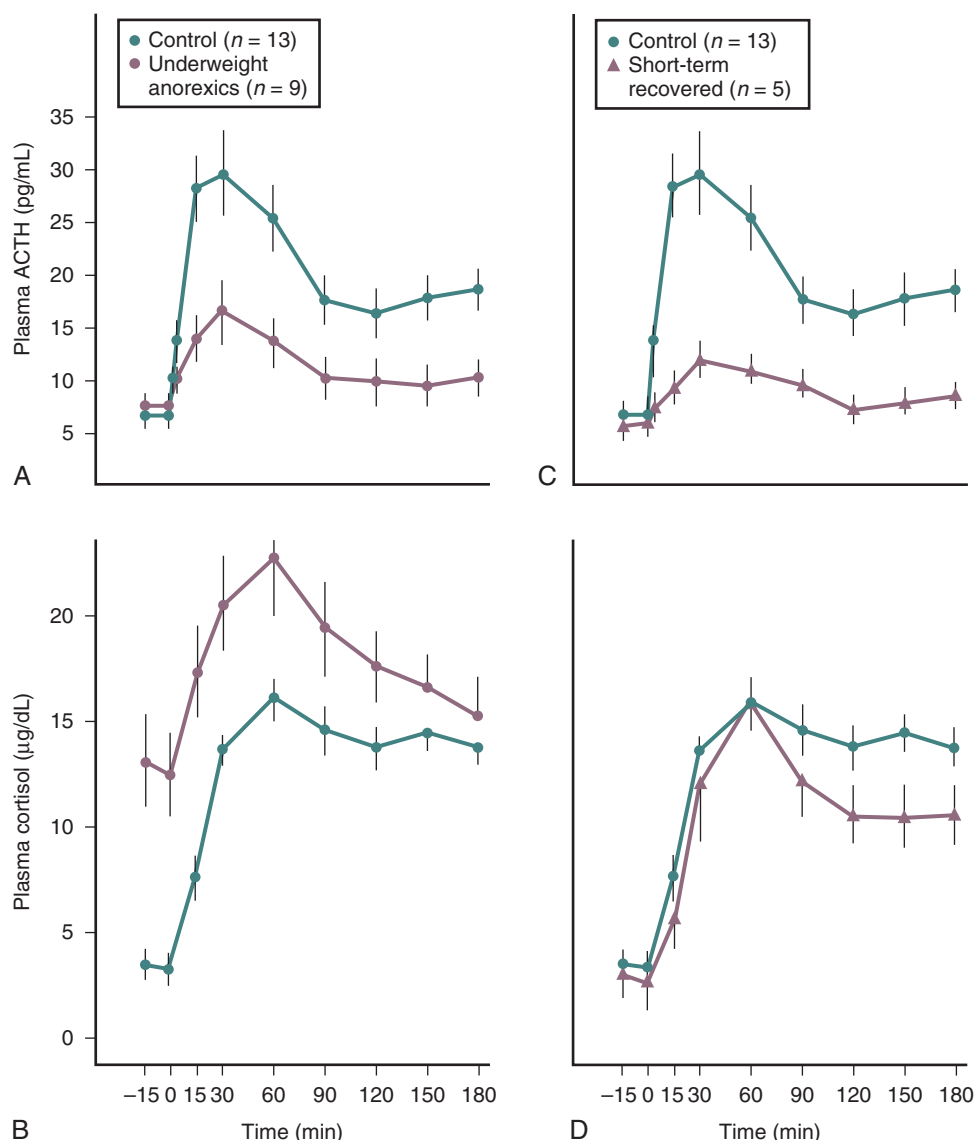 Control (n = 13)
Underweight
anorexics (n = 9)
Plasma ACTH (pg/mL)
35
30
25
20
15
10
5
A
Control (n = 13)
Short-term
recovered (n = 5)
C
Plasma cortisol (µg/dL)
20
15
10
5
0
–15 0 15 30 60 90 120 150 180
B
Time (min)
–15 0 15 30 60 90 120 150 180
D
Time (min)